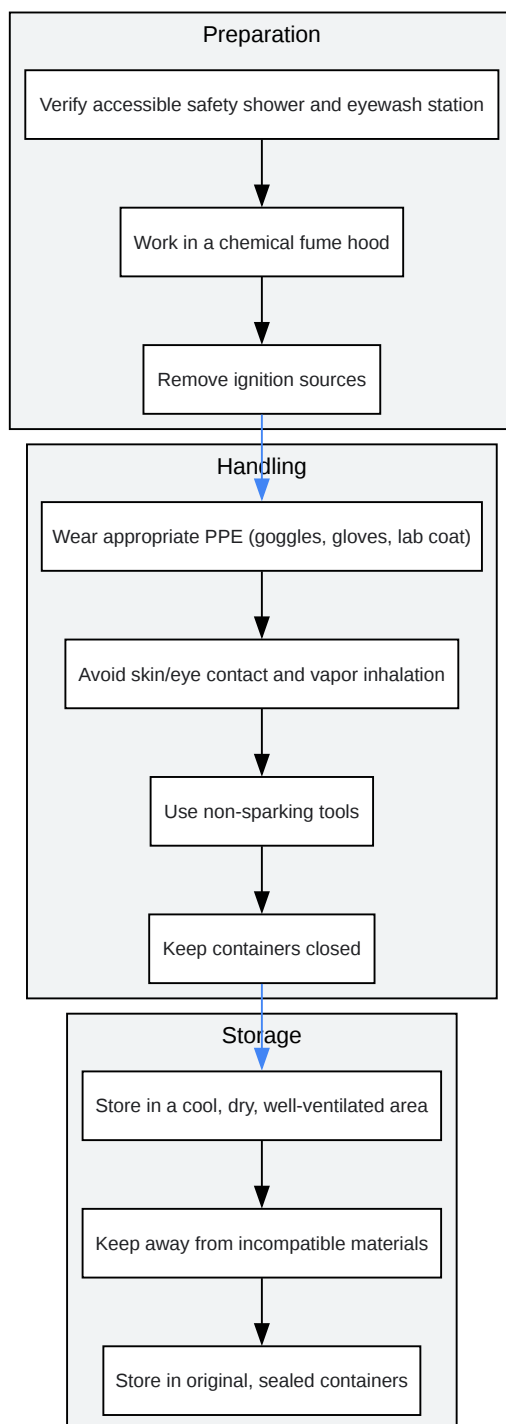 Preparation
Verify accessible safety shower and eyewash station
Work in a chemical fume hood
Remove ignition sources
Handling
Wear appropriate PPE (goggles, gloves, lab coat)
Avoid skin/eye contact and vapor inhalation
Use non-sparking tools
Keep containers closed
Storage
Store in a cool, dry, well-ventilated area
Keep away from incompatible materials
Store in original, sealed containers